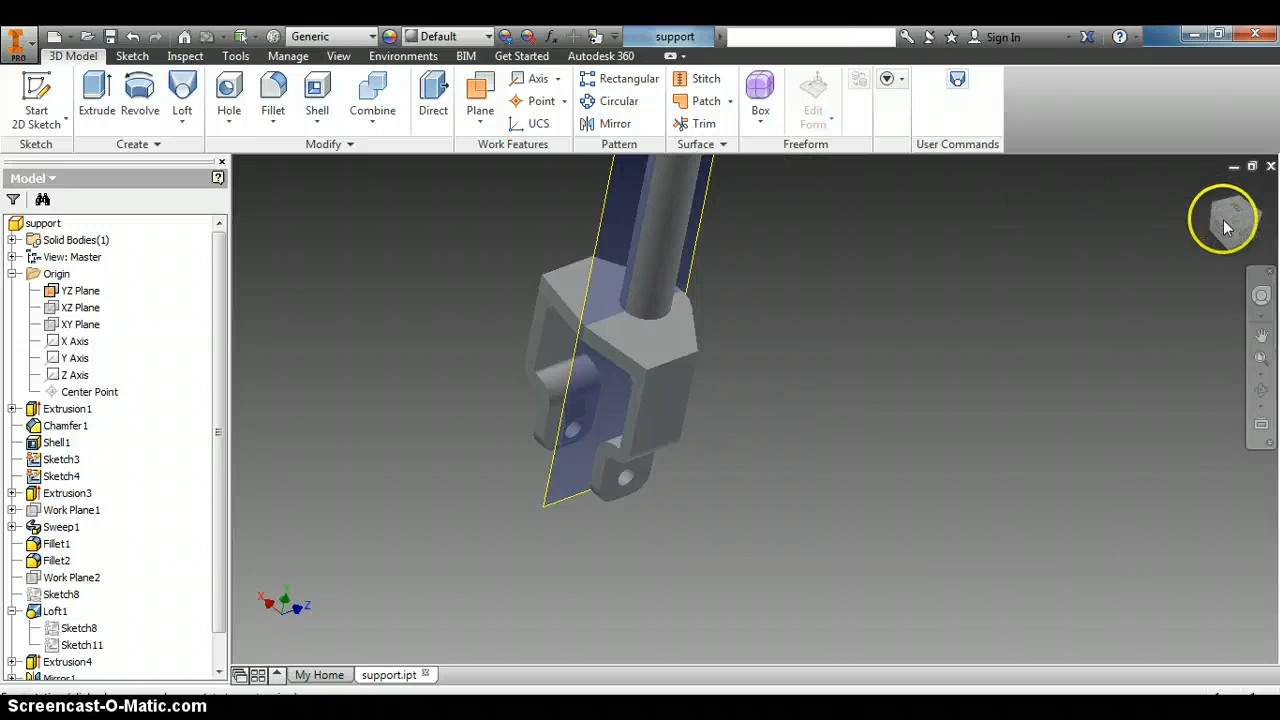 Generic
Default
support
Sign In
PRO
3D Model Sketch Inspect Tools Manage View Environments BIM Get Started Autodesk 360
Start
2D Sketch
Extrude Revolve Loft
Hole Fillet Shell Combine
Direct
Plane
Axis
Point
UCS
Rectangular
Circular
Mirror
Stitch
Patch
Trim
Box
Edit
Form
Sketch Create Modify Work Features Pattern Surface Freeform User Commands
Model
support
Solid Bodies(1)
View: Master
Origin
YZ Plane
XZ Plane
XY Plane
X Axis
Y Axis
Z Axis
Center Point
Extrusion1
Chamfer1
Shell1
Sketch3
Sketch4
Extrusion3
Work Plane1
Sweep1
Fillet1
Fillet2
Work Plane2
Sketch8
Loft1
Sketch8
Sketch11
Extrusion4
Mirror1
X
Z
My Home support.ipt
Screencast-O-Matic.com